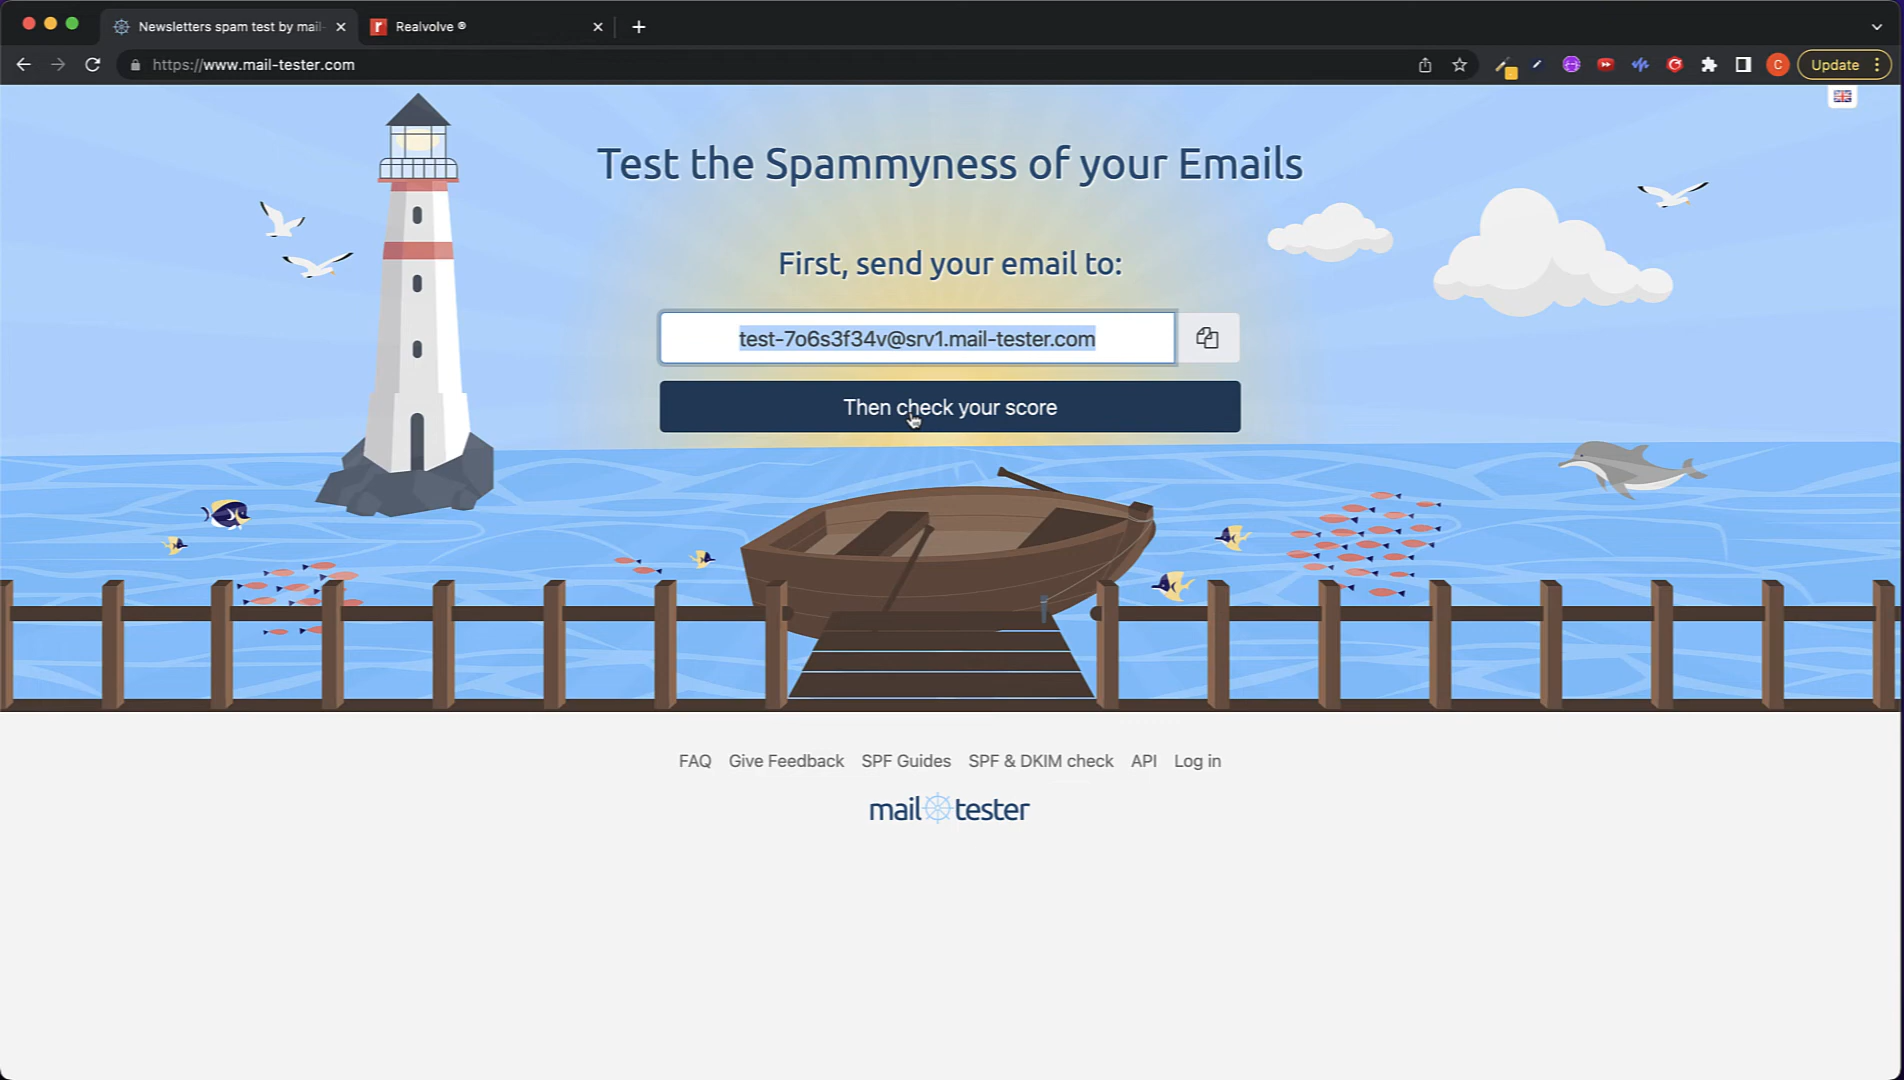 Newsletters spam test by mail-
Realvolve ®
https://www.mail-tester.com
C
Update
Test the Spammyness of your Emails
First, send your email to:
test-7o6s3f34v@srv1.mail-tester.com
Then check your score
FAQ Give Feedback SPF Guides SPF & DKIM check API Log in
mail tester